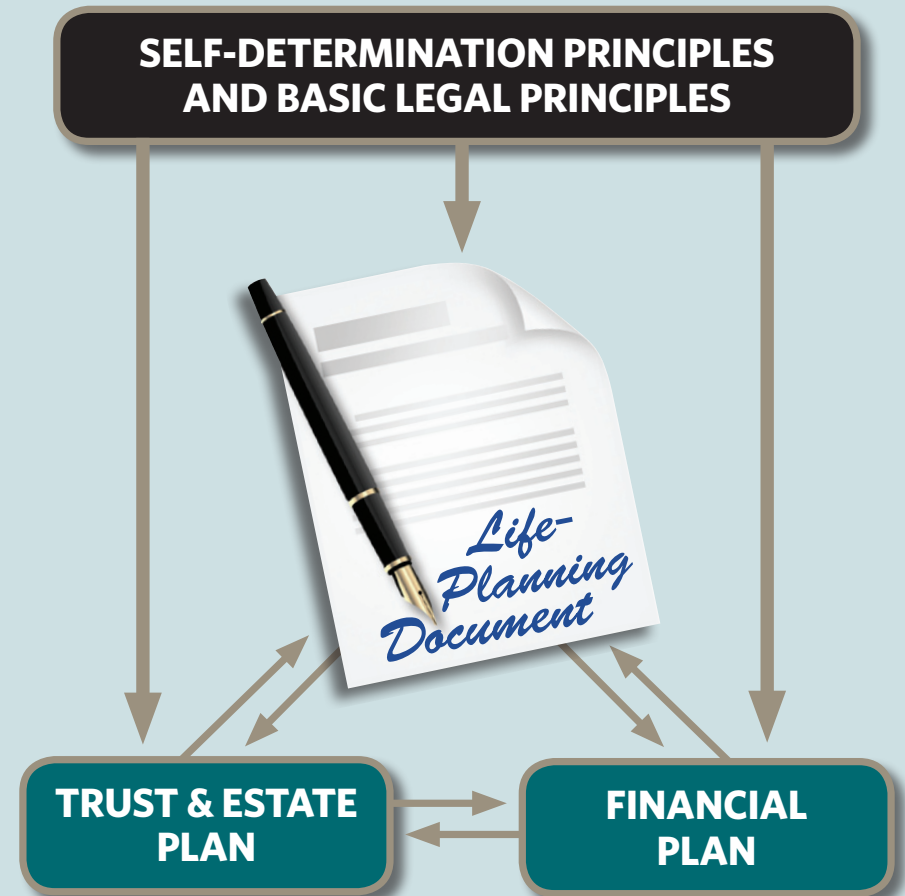 SELF-DETERMINATION PRINCIPLES
AND BASIC LEGAL PRINCIPLES
Life-
Planning
Document
TRUST & ESTATE
PLAN
FINANCIAL
PLAN